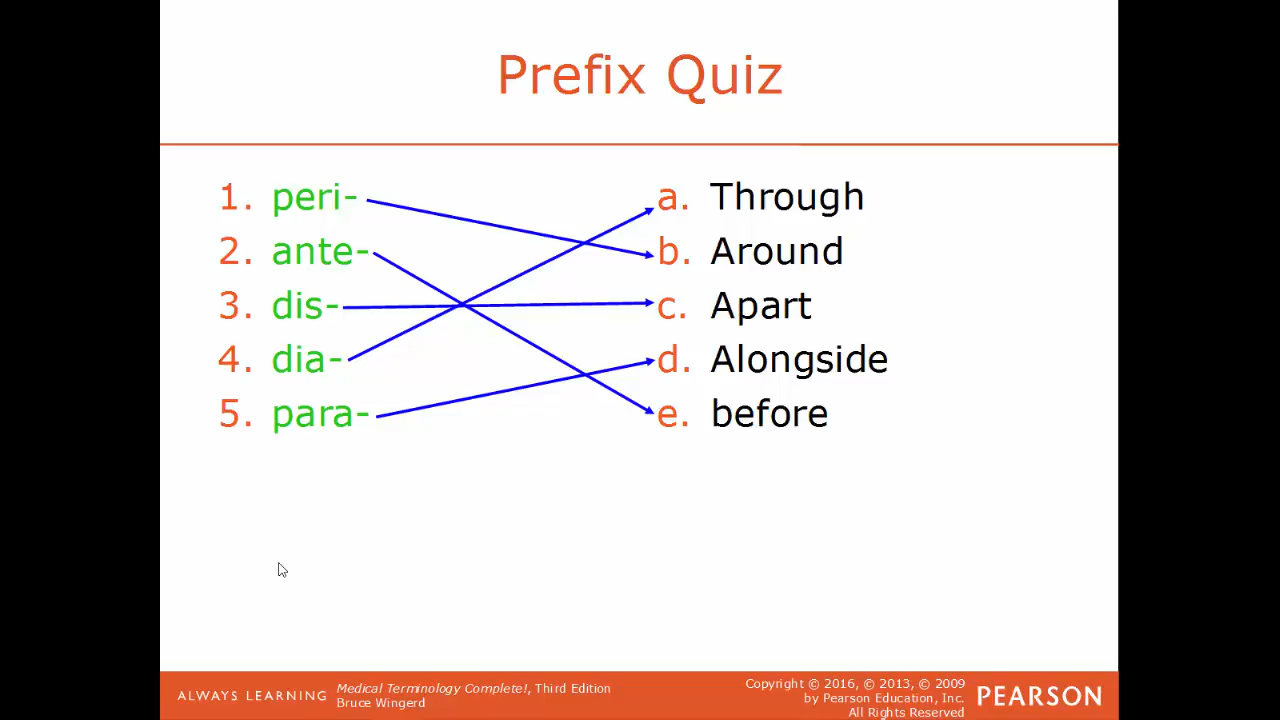 Prefix Quiz
1. peri-
2. ante-
3. dis-
4. dia-
5. para-
a. Through
b. Around
c. Apart
d. Alongside
e. before
ALWAYS LEARNING
Medical Terminology Complete!, Third Edition
Bruce Wingerd
Copyright © 2016, © 2013, © 2009
by Pearson Education, Inc.
All Rights Reserved
PEARSON